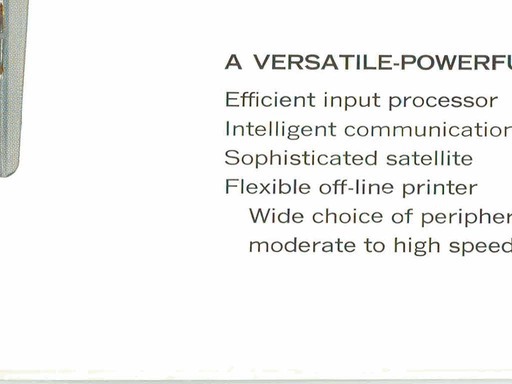 A VERSATILE-POWERFU
Efficient input processor
Intelligent communication
Sophisticated satellite
Flexible off-line printer
Wide choice of peripher
moderate to high speed